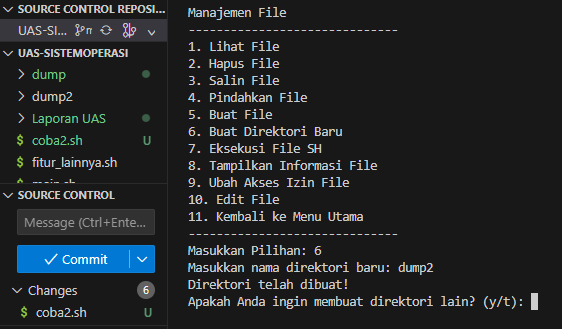 SOURCE CONTROL REPOSI...
UAS-SI...
UAS-SISTEMOPERASI
dump
dump2
Laporan UAS
$ coba2.sh U
$ fitur_lainnya.sh
$ main.sh
SOURCE CONTROL
Message (Ctrl+Ente...
Commit
Changes 6
$ coba2.sh U
Manajemen File
------------------------------
1. Lihat File
2. Hapus File
3. Salin File
4. Pindahkan File
5. Buat File
6. Buat Direktori Baru
7. Eksekusi File SH
8. Tampilkan Informasi File
9. Ubah Akses Izin File
10. Edit File
11. Kembali ke Menu Utama
------------------------------
Masukkan Pilihan: 6
Masukkan nama direktori baru: dump2
Direktori telah dibuat!
Apakah Anda ingin membuat direktori lain? (y/t):